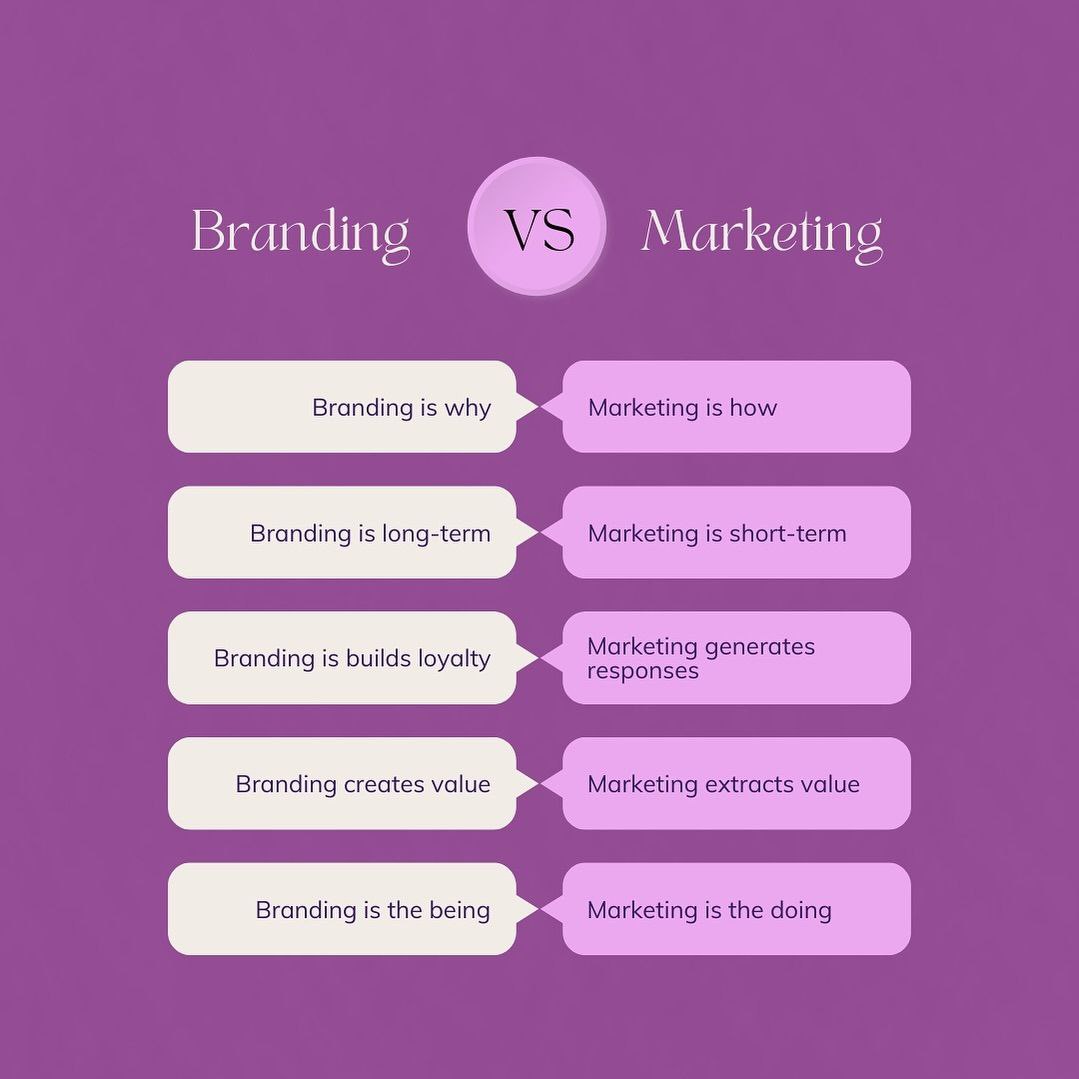 Branding VS Marketing
Branding is why
Marketing is how
Branding is long-term
Marketing is short-term
Branding is builds loyalty
Marketing generates
responses
Branding creates value
Marketing extracts value
Branding is the being
Marketing is the doing